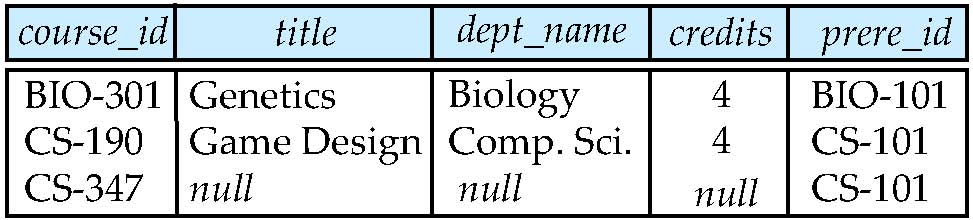 course_id title dept_name credits prere_id
BIO-301 Genetics Biology 4 BIO-101
CS-190 Game Design Comp. Sci. 4 CS-101
CS-347 null null null CS-101